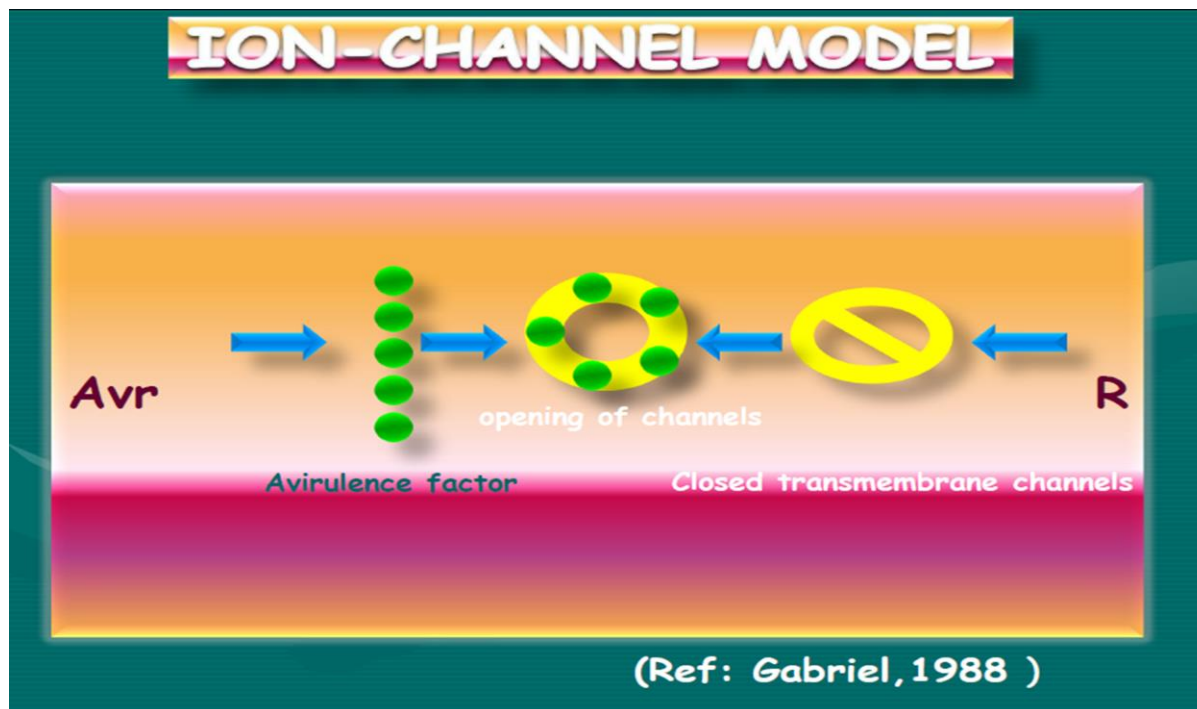 ION-CHANNEL MODEL
Avr
R
opening of channels
Avirulence factor
Closed transmembrane channels
(Ref: Gabriel,1988 )